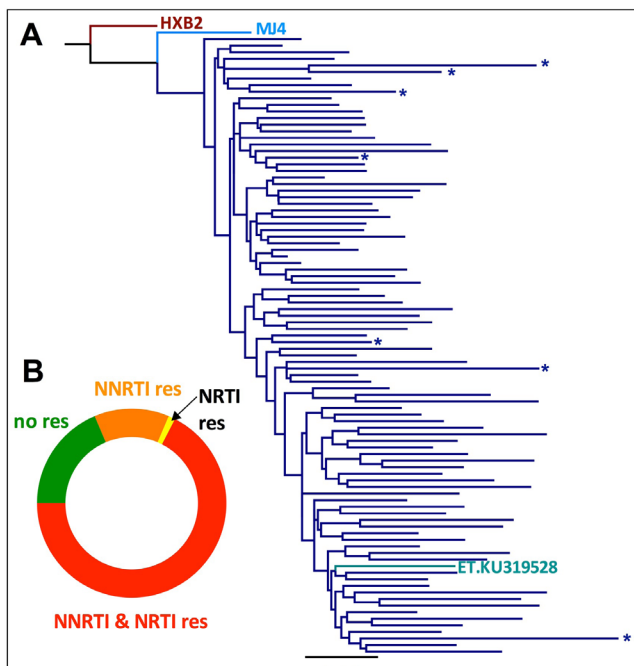 A
HXB2
MJ4
*
*
*
*
*
*
B
NNRTI res
NRTI
res
no res
NNRTI & NRTI res
ET.KU319528
*